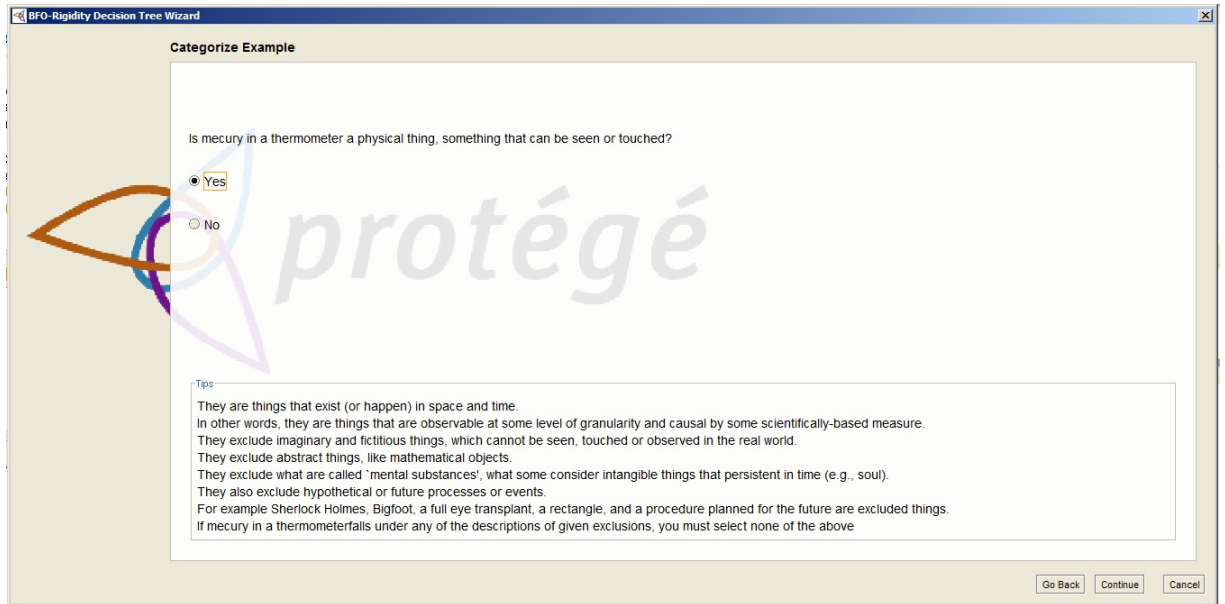 BFO-Rigidity Decision Tree Wizard
Categorize Example
Is mecury in a thermometer a physical thing, something that can be seen or touched?
Yes
No
protégé
Tips
They are things that exist (or happen) in space and time.
In other words, they are things that are observable at some level of granularity and causal by some scientifically-based measure.
They exclude imaginary and fictitious things, which cannot be seen, touched or observed in the real world.
They exclude abstract things, like mathematical objects.
They exclude what are called `mental substances', what some consider intangible things that persistent in time (e.g., soul).
They also exclude hypothetical or future processes or events.
For example Sherlock Holmes, Bigfoot, a full eye transplant, a rectangle, and a procedure planned for the future are excluded things.
If mecury in a thermometerfalls under any of the descriptions of given exclusions, you must select none of the above
Go Back Continue Cancel